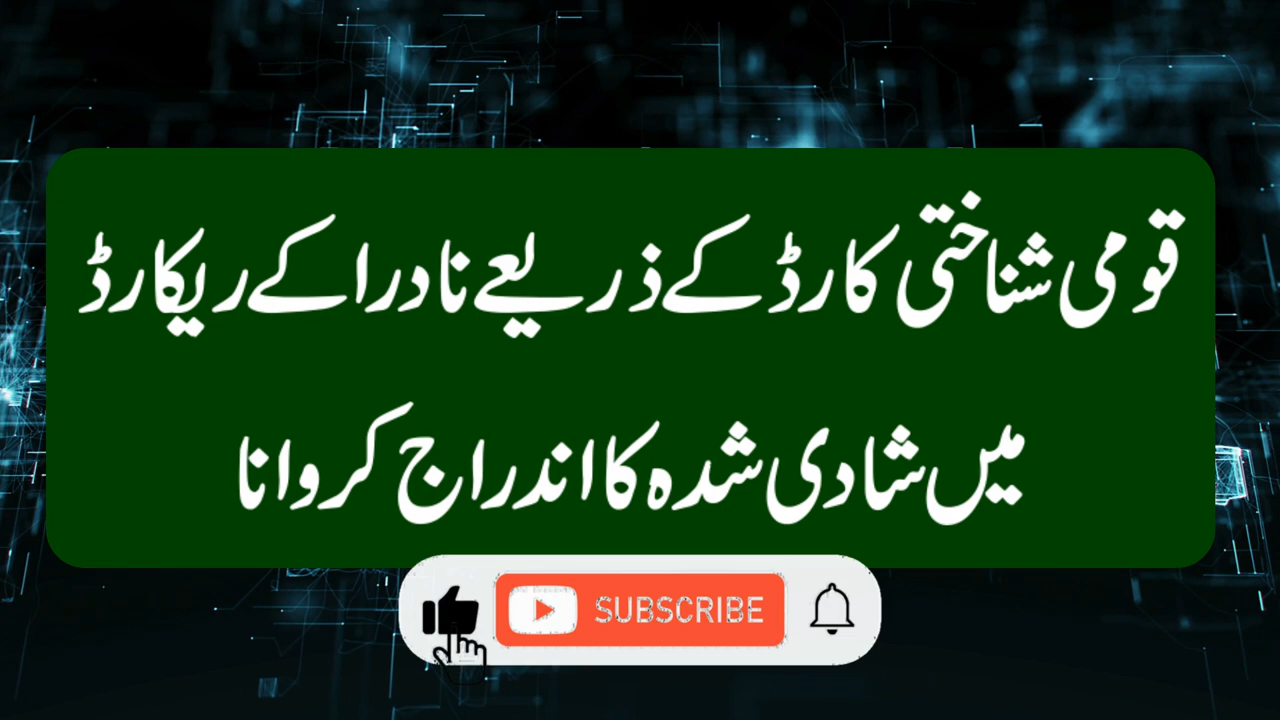 قومی شناختی کارڈ کے ذریعے نادرا کے ریکارڈ
میں شادی شدہ کا اندراج کروانا
SUBSCRIBE